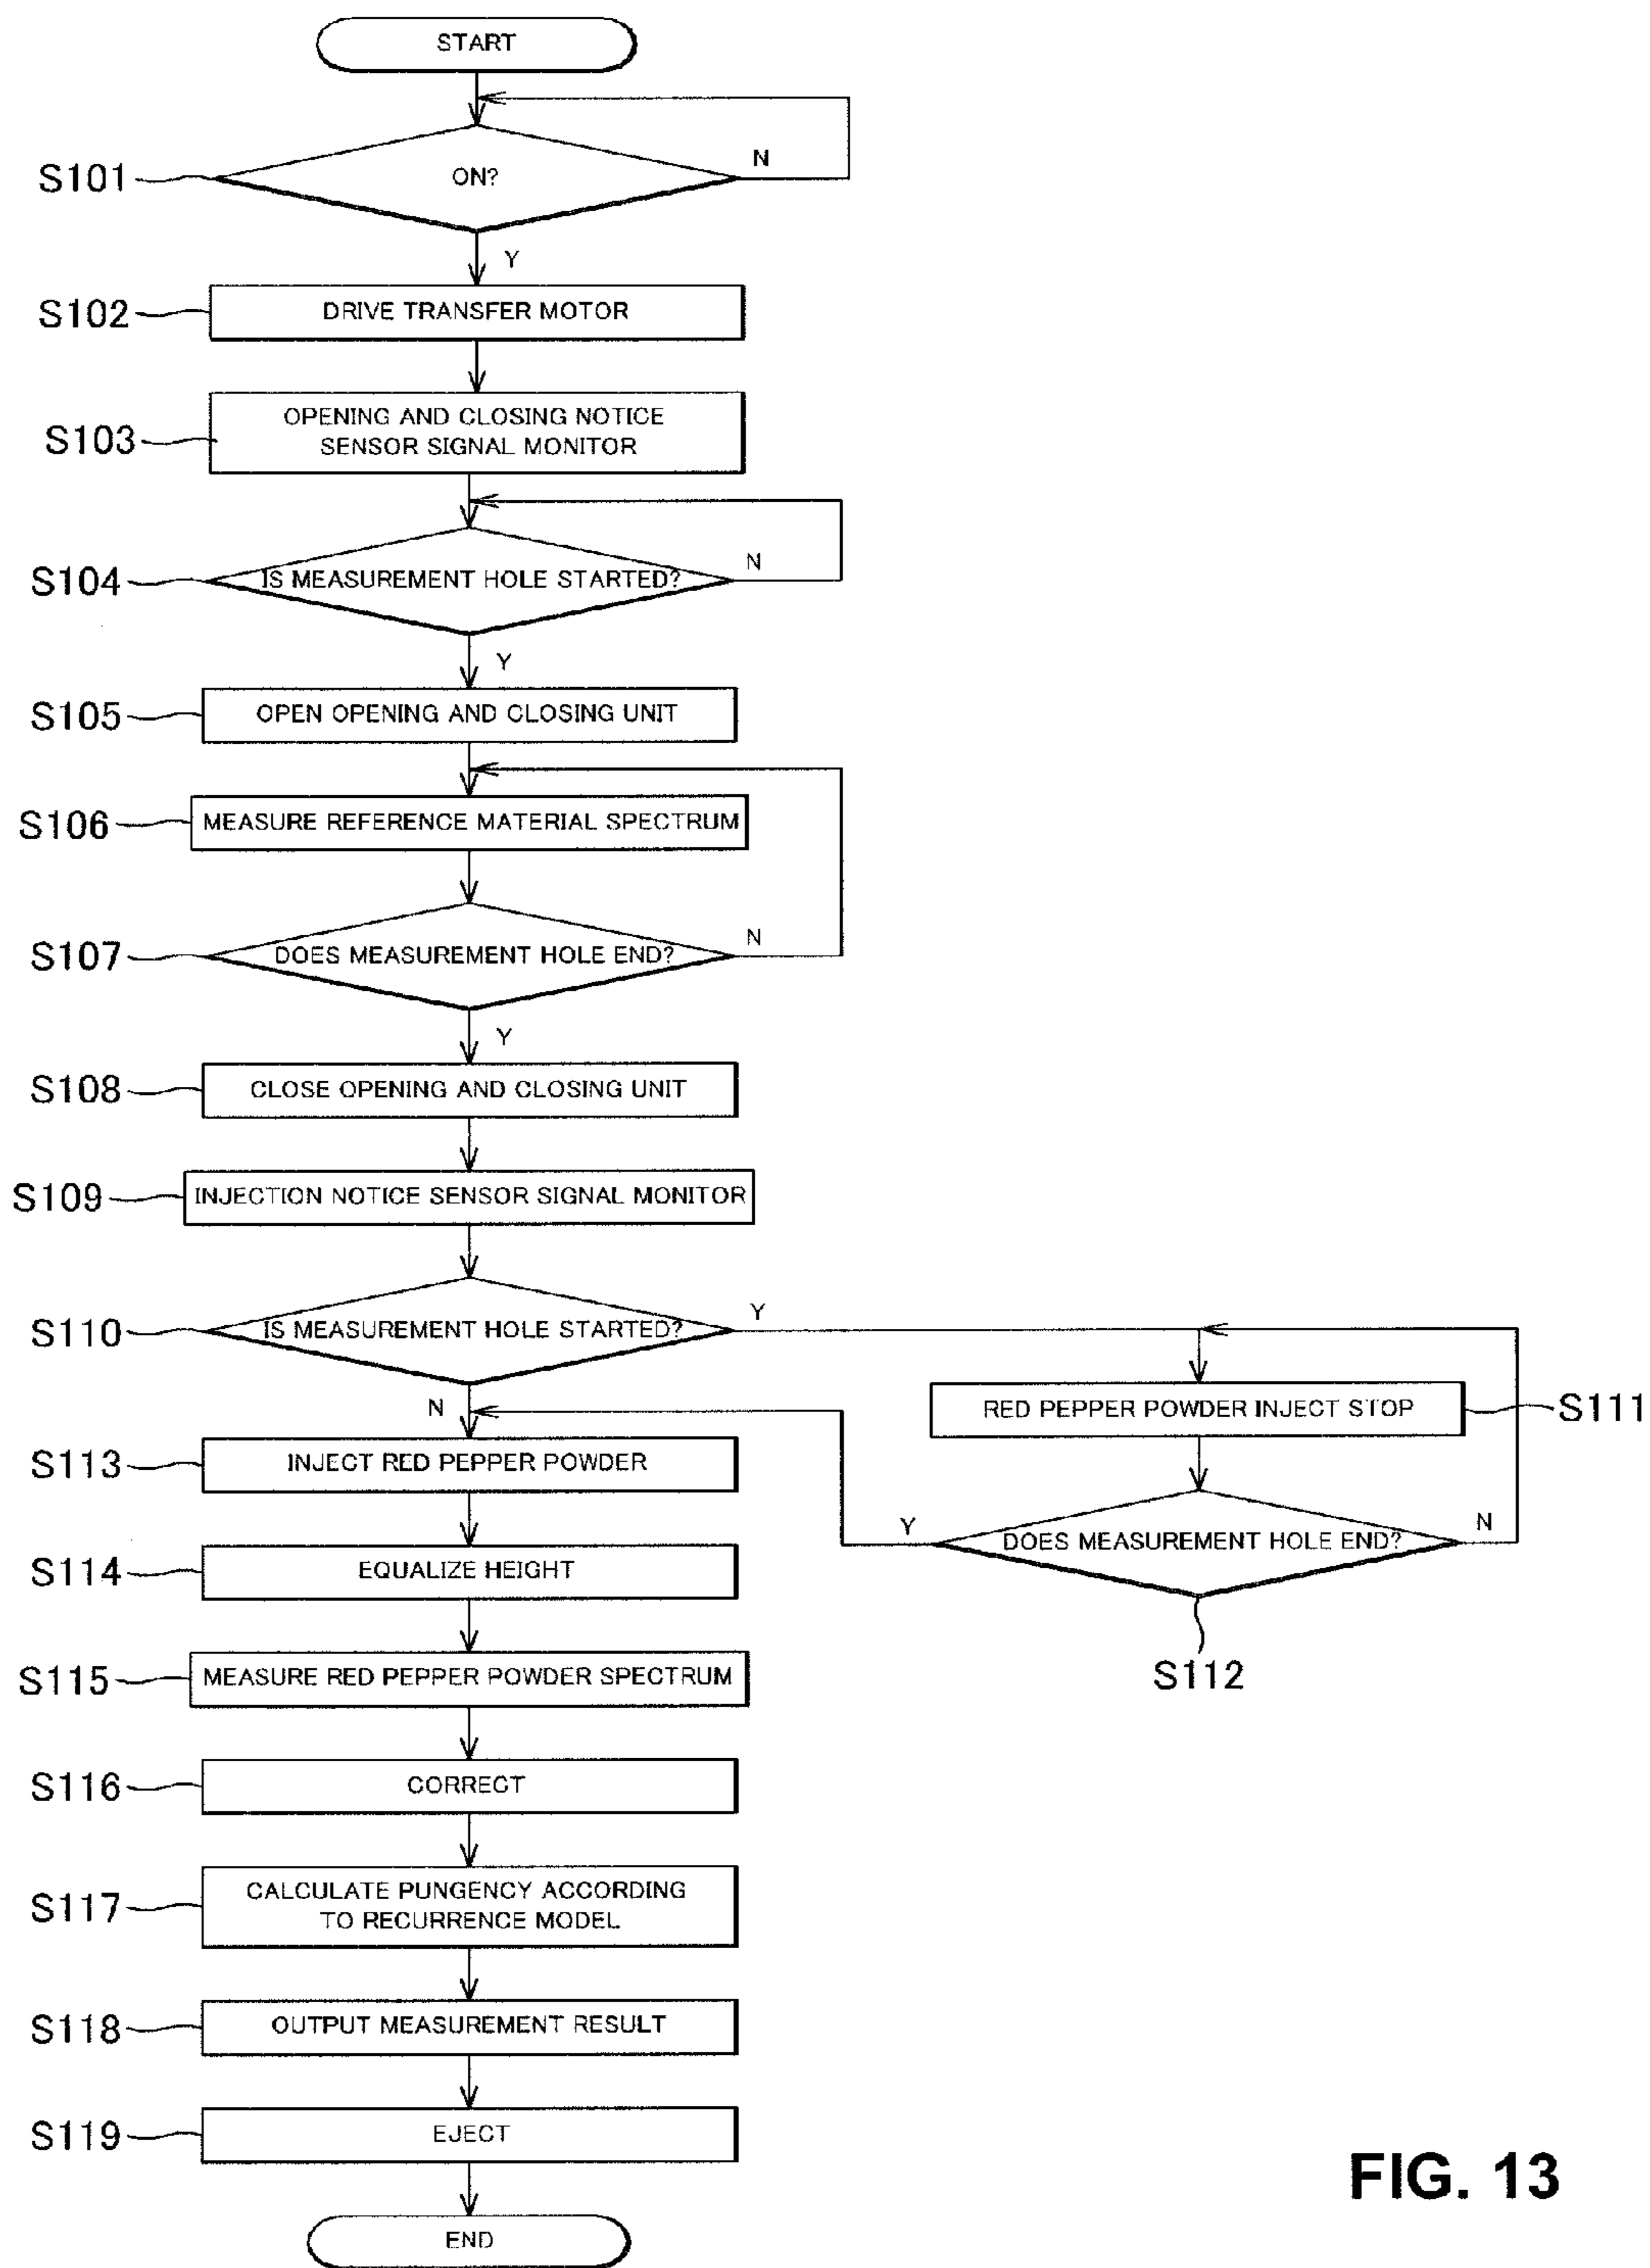 START
S101
ON?
N
Y
S102
DRIVE TRANSFER MOTOR
S103
OPENING AND CLOSING NOTICE
SENSOR SIGNAL MONITOR
S104
IS MEASUREMENT HOLE STARTED?
N
Y
S105
OPEN OPENING AND CLOSING UNIT
S106
MEASURE REFERENCE MATERIAL SPECTRUM
S107
DOES MEASUREMENT HOLE END?
N
Y
S108
CLOSE OPENING AND CLOSING UNIT
S109
INJECTION NOTICE SENSOR SIGNAL MONITOR
S110
IS MEASUREMENT HOLE STARTED?
Y
N
RED PEPPER POWDER INJECT STOP
S111
S113
INJECT RED PEPPER POWDER
Y
DOES MEASUREMENT HOLE END?
N
S112
S114
EQUALIZE HEIGHT
S115
MEASURE RED PEPPER POWDER SPECTRUM
S116
CORRECT
S117
CALCULATE PUNGENCY ACCORDING
TO RECURRENCE MODEL
S118
OUTPUT MEASUREMENT RESULT
S119
EJECT
END
FIG. 13